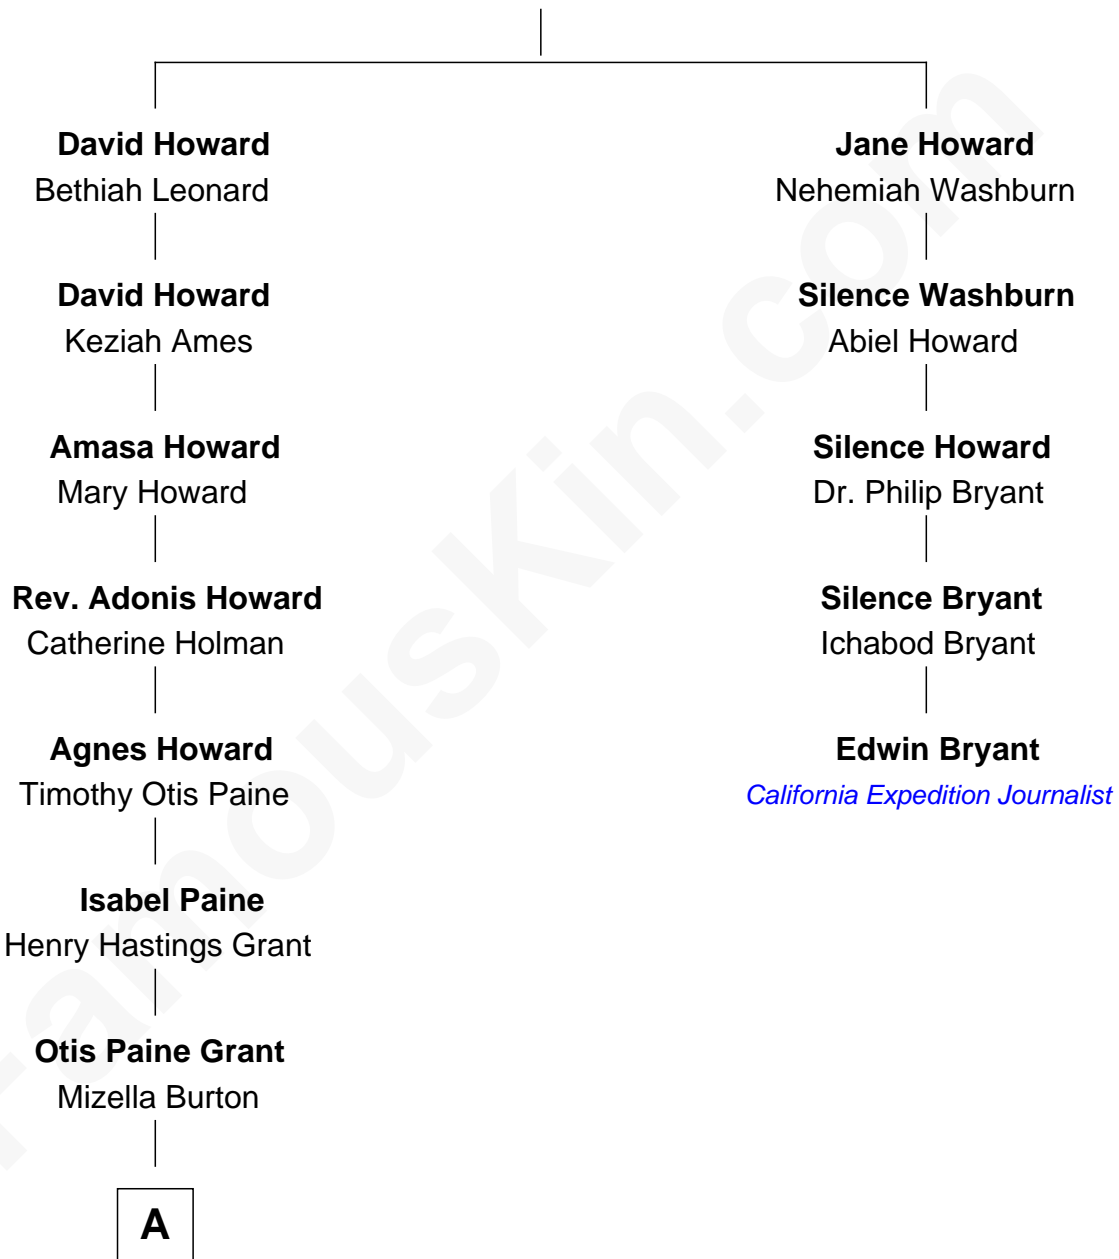 David Howard
Bethiah Leonard
David Howard
Keziah Ames
Amasa Howard
Mary Howard
Rev. Adonis Howard
Catherine Holman
Agnes Howard
Timothy Otis Paine
Isabel Paine
Henry Hastings Grant
Otis Paine Grant
Mizella Burton
A
Jane Howard
Nehemiah Washburn
Silence Washburn
Abiel Howard
Silence Howard
Dr. Philip Bryant
Silence Bryant
Ichabod Bryant
Edwin Bryant
California Expedition Journalist
FamousKin.com